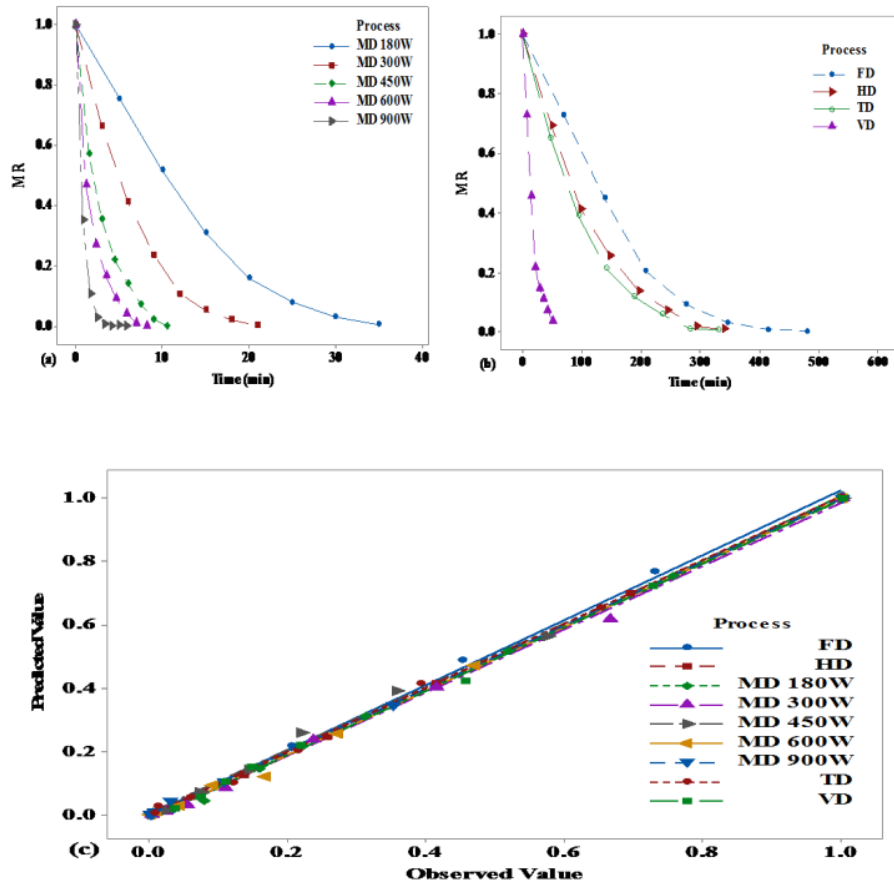 1.0
0.8
0.6
0.4
0.2
0.0
MR
Process
MD 180W
MD 300W
MD 450W
MD 600W
MD 900W
(a)
0
10
20
30
40
Time (min)
1.0
0.8
0.6
0.4
0.2
0.0
MR
Process
FD
HD
TD
VD
(b)
0
100
200
300
400
500
600
Time (min)
1.0
0.8
0.6
0.4
0.2
0.0
Predicted Value
Process
FD
HD
MD 180W
MD 300W
MD 450W
MD 600W
MD 900W
TD
VD
(c)
0.0
0.2
0.4
0.6
0.8
1.0
Observed Value